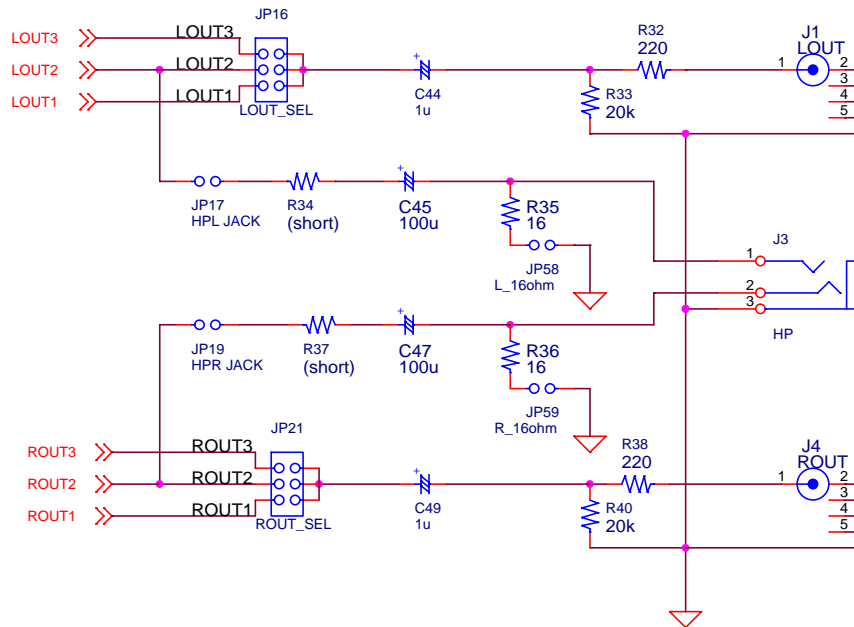 JP16
LOUT3
LOUT3
LOUT2
LOUT2
LOUT1
LOUT1
LOUT_SEL
+
C44
1u
R32
220
R33
20k
J1
LOUT
1
2
3
4
5
JP17
HPL JACK
R34
(short)
+
C45
100u
R35
16
JP58
L_16ohm
J3
1
2
3
HP
JP19
HPR JACK
R37
(short)
+
C47
100u
R36
16
JP59
R_16ohm
JP21
ROUT3
ROUT3
ROUT2
ROUT2
ROUT1
ROUT1
ROUT_SEL
+
C49
1u
R38
220
R40
20k
J4
ROUT
1
2
3
4
5